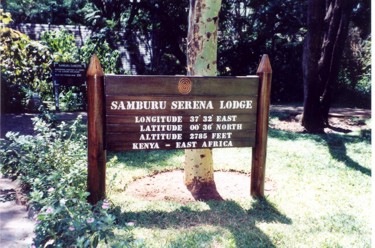 SAMBURU SERENA LODGE
LONGITUDE 37°32' EAST
LATITUDE 00°36' NORTH
ALTITUDE 2785 FEET
KENYA – EAST AFRICA